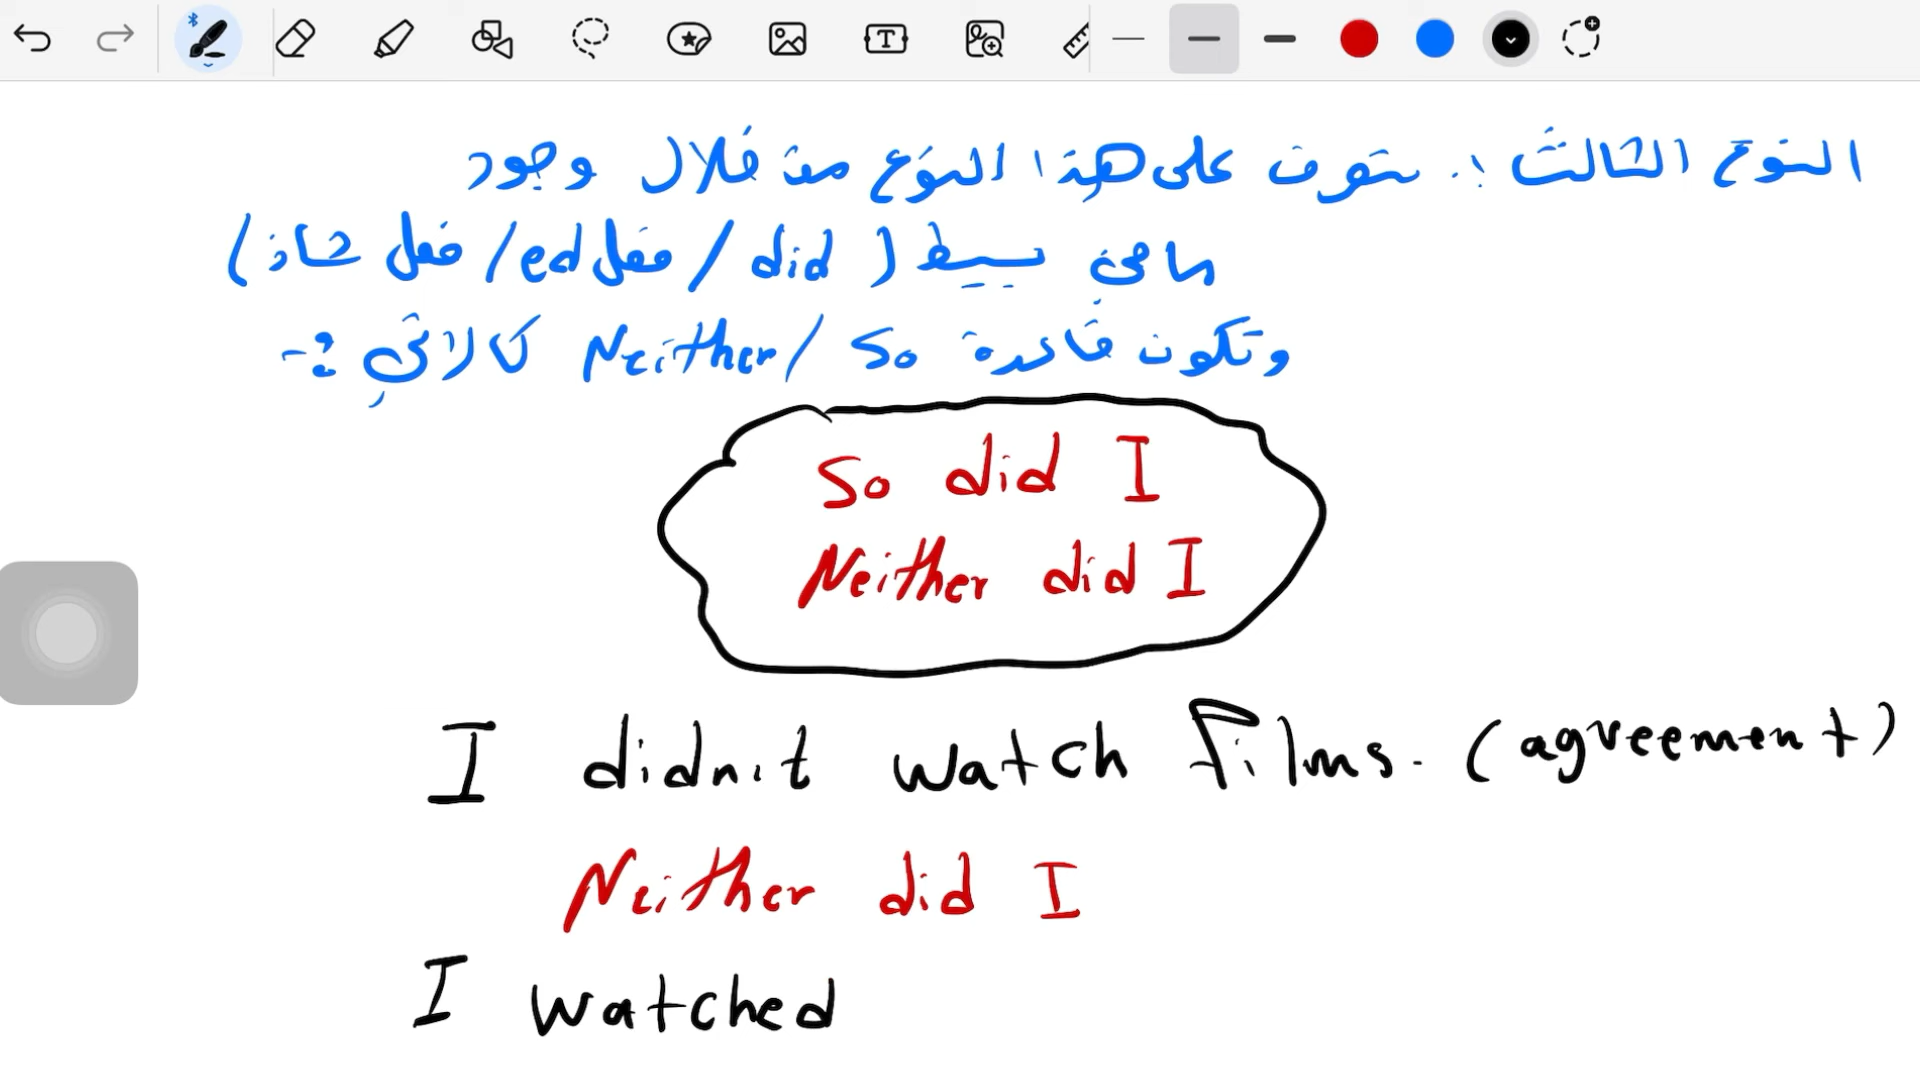 النوع الثالث :. نتعرف على هذا النوع من خلال وجود
ماضي بسيط ( did / فعل ed / فعل شاذ )
وتكون قاعدة So / Neither كالاتي :-
So did I
Neither did I
I didn't watch films. (agreement)
Neither did I
I watched